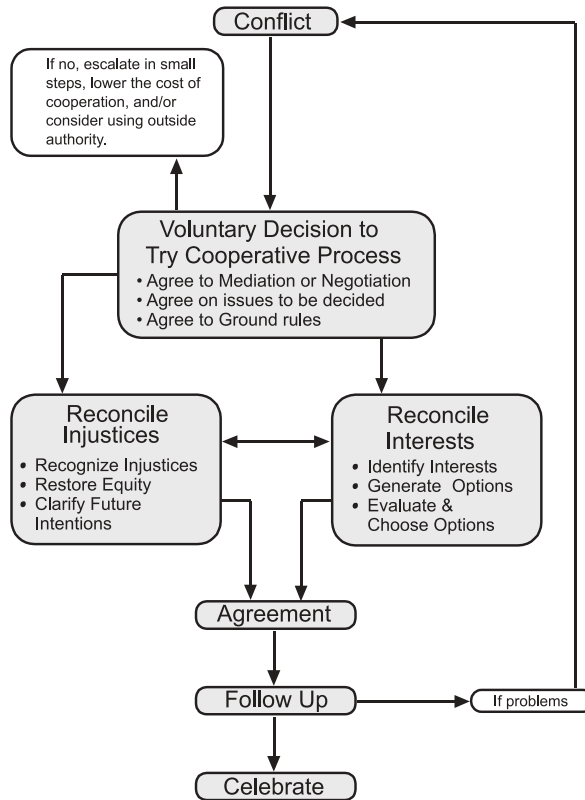 Conflict
If no, escalate in small
steps, lower the cost of
cooperation, and/or
consider using outside
authority.
Voluntary Decision to
Try Cooperative Process
• Agree to Mediation or Negotiation
• Agree on issues to be decided
• Agree to Ground rules
Reconcile
Injustices
• Recognize Injustices
• Restore Equity
• Clarify Future
Intentions
Reconcile
Interests
• Identify Interests
• Generate Options
• Evaluate &
Choose Options
Agreement
Follow Up
If problems
Celebrate